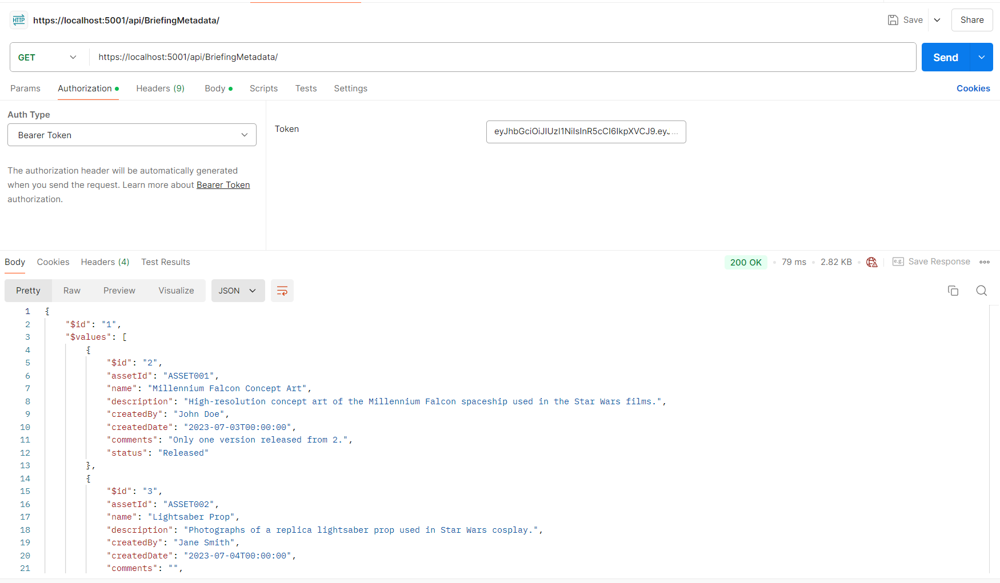 HTTP https://localhost:5001/api/BriefingMetadata/ Save Share
GET https://localhost:5001/api/BriefingMetadata/ Send
Params Authorization Headers (9) Body Scripts Tests Settings Cookies
Auth Type
Bearer Token
Token eyJhbGciOiJIUzI1NiIsInR5cCI6IkpXVCJ9.eyJ...
The authorization header will be automatically generated
when you send the request. Learn more about Bearer Token
authorization.
Body Cookies Headers (4) Test Results 200 OK 79 ms 2.82 KB e.g. Save Response
Pretty Raw Preview Visualize JSON
1 {
2 "$id": "1",
3 "$values": [
4 {
5 "$id": "2",
6 "assetId": "ASSET001",
7 "name": "Millennium Falcon Concept Art",
8 "description": "High-resolution concept art of the Millennium Falcon spaceship used in the Star Wars films.",
9 "createdBy": "John Doe",
10 "createdDate": "2023-07-03T00:00:00",
11 "comments": "Only one version released from 2.",
12 "status": "Released"
13 },
14 {
15 "$id": "3",
16 "assetId": "ASSET002",
17 "name": "Lightsaber Prop",
18 "description": "Photographs of a replica lightsaber prop used in Star Wars cosplay.",
19 "createdBy": "Jane Smith",
20 "createdDate": "2023-07-04T00:00:00",
21 "comments": "",